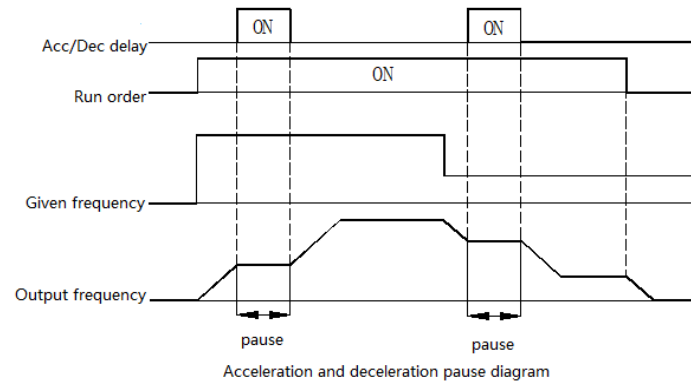 ON
ON
Acc/Dec delay
ON
Run order
Given frequency
Output frequency
pause
pause
Acceleration and deceleration pause diagram